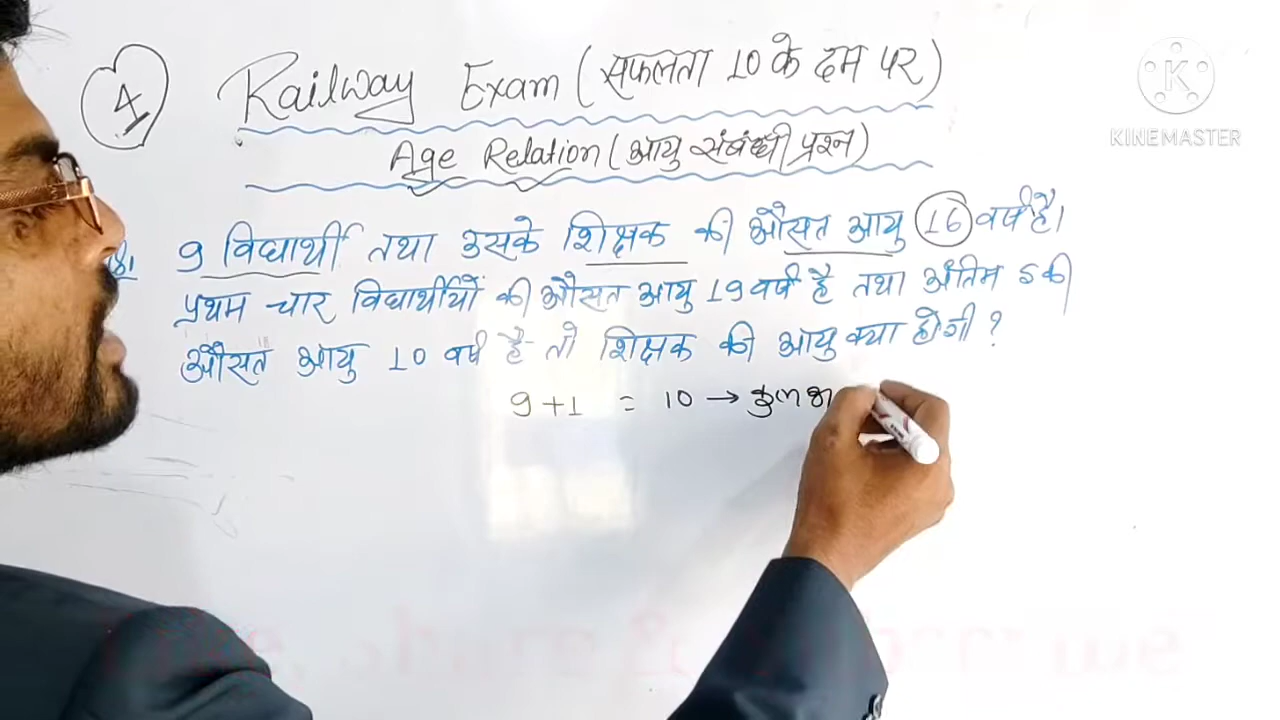 4
Railway Exam (सफलता 10 के दम पर)
Age Relation (आयु संबंधी प्रश्न)
9 विद्यार्थी तथा उसके शिक्षक की औसत आयु 16 वर्ष है।
प्रथम चार विद्यार्थीयों की औसत आयु 19 वर्ष है तथा अंतिम 5 की
औसत आयु 10 वर्ष है तो शिक्षक की आयु क्या होगी ?
9 + 1 = 10 → कुल
K
KINEMASTER